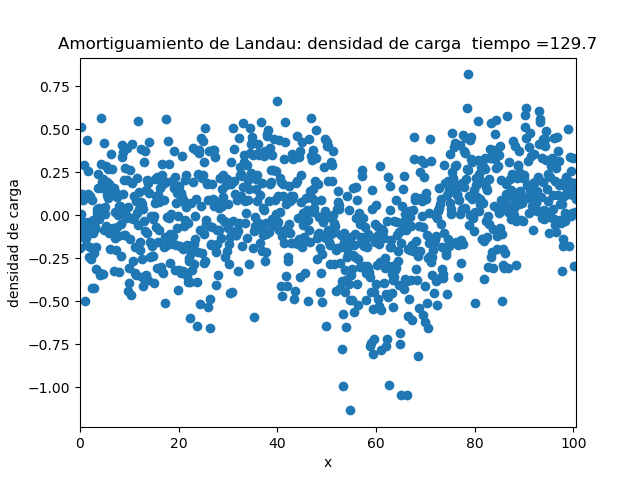 Amortiguamiento de Landau: densidad de carga  tiempo =129.7
0.75
0.50
0.25
0.00
−0.25
−0.50
−0.75
−1.00
densidad de carga
0 20 40 60 80 100
x